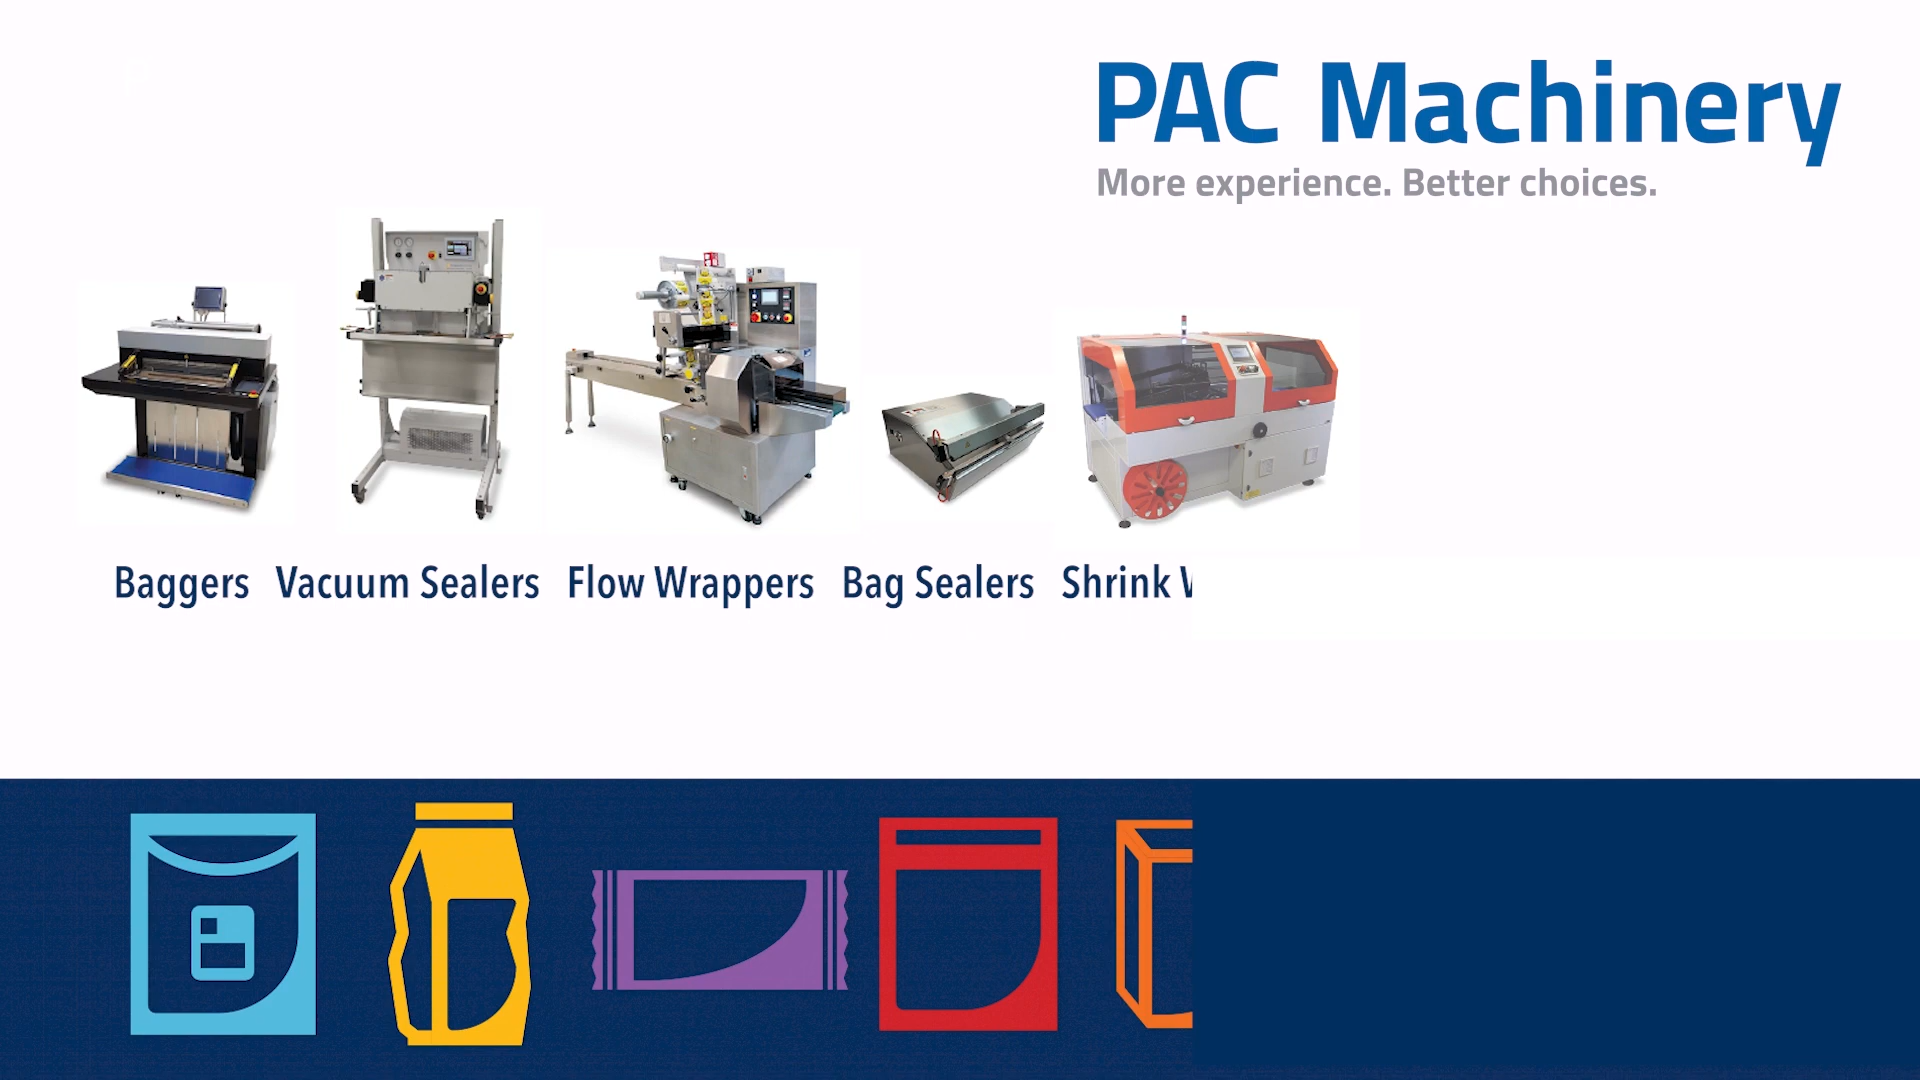 PAC Machinery
More experience. Better choices.
Baggers Vacuum Sealers Flow Wrappers Bag Sealers Shrink